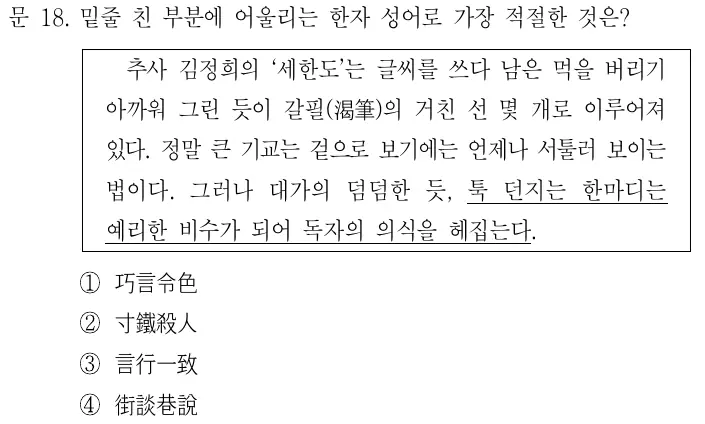 문 18. 밑줄 친 부분에 어울리는 한자 성어로 가장 적절한 것은?
추사 김정희의 ‘세한도’는 글씨를 쓰다 남은 먹을 버리기
아까워 그린 듯이 갈필(渴筆)의 거친 선 몇 개로 이루어져
있다. 정말 큰 기교는 겉으로 보기에는 언제나 서툴러 보이는
법이다. 그러나 대가의 덤덤한 듯, 툭 던지는 한마디는
예리한 비수가 되어 독자의 의식을 헤집는다.
① 巧言令色
② 寸鐵殺人
③ 言行一致
④ 街談巷說